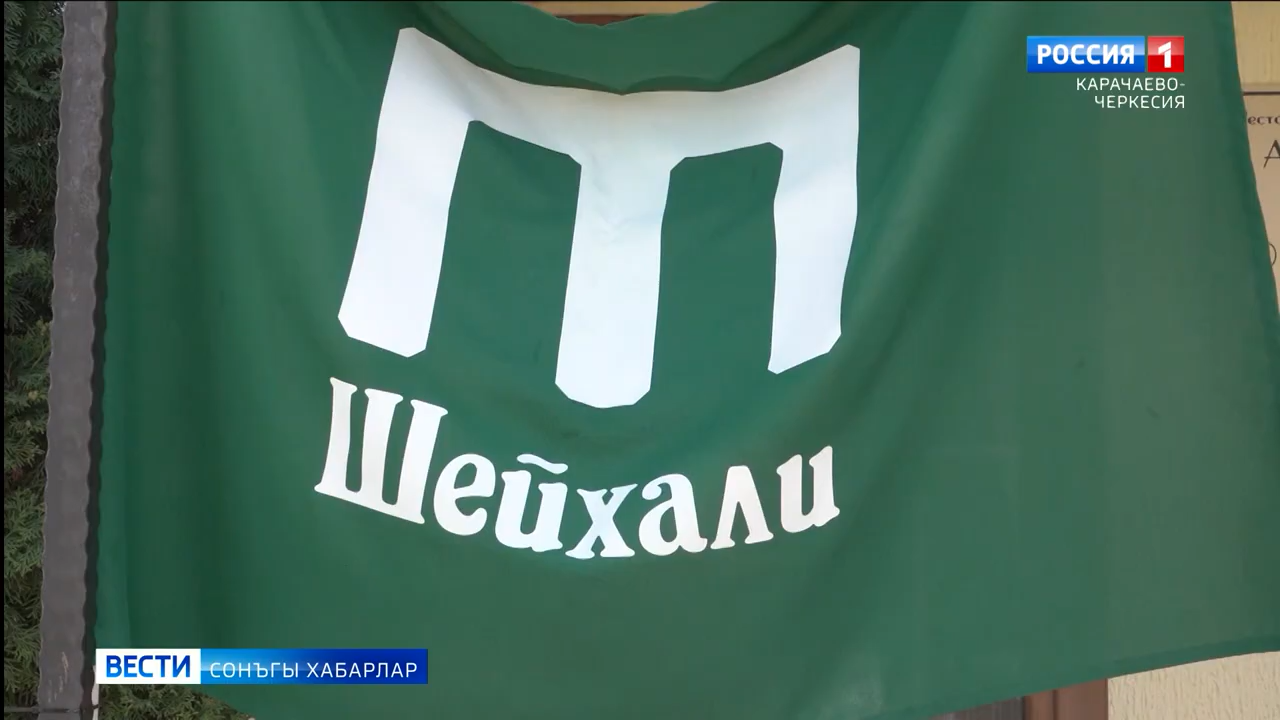 РОССИЯ 1
КАРАЧАЕВО-
ЧЕРКЕСИЯ
Шейхали
ВЕСТИ СОНЪГЫ ХАБАРЛАР